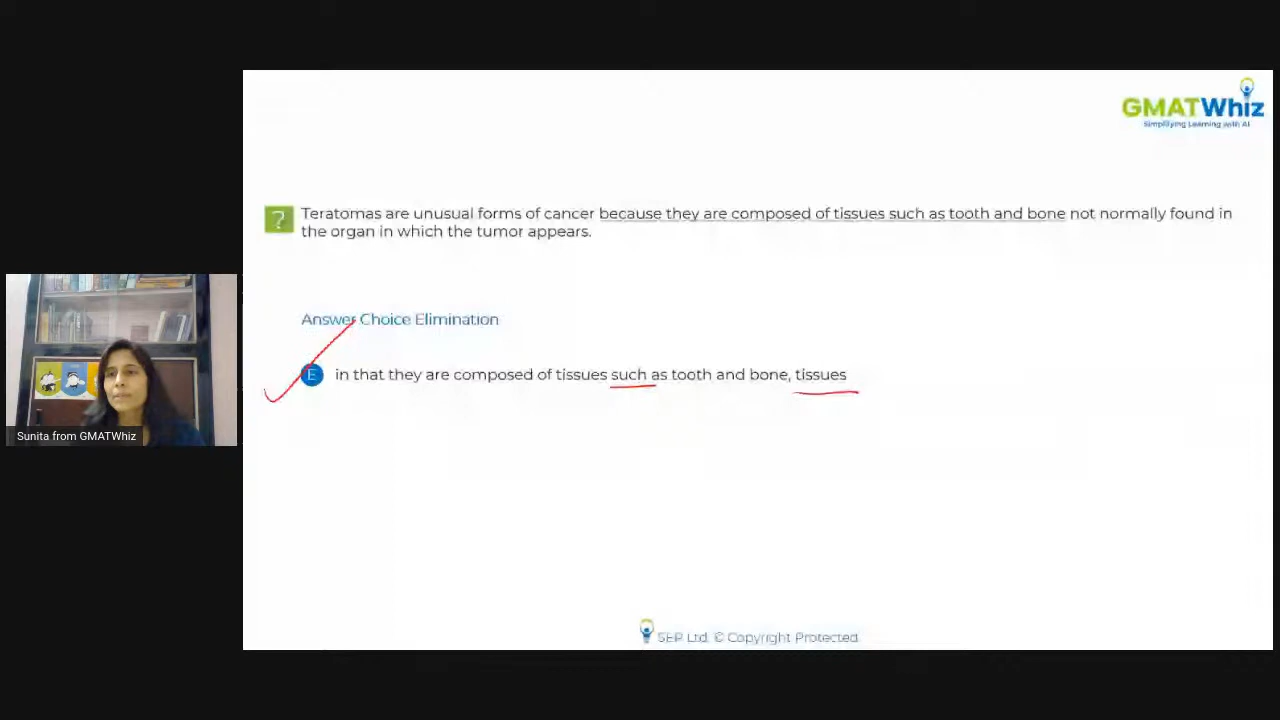 GMATWhiz
Simplifying Learning with AI
? Teratomas are unusual forms of cancer because they are composed of tissues such as tooth and bone not normally found in
the organ in which the tumor appears.
Answer Choice Elimination
E in that they are composed of tissues such as tooth and bone, tissues
Sunita from GMATWhiz
SEP Ltd. © Copyright Protected